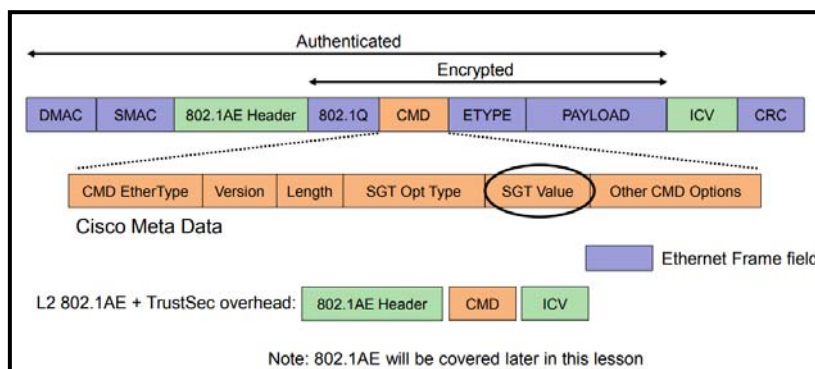 Authenticated
Encrypted
DMAC SMAC 802.1AE Header 802.1Q CMD ETYPE PAYLOAD ICV CRC
CMD EtherType Version Length SGT Opt Type SGT Value Other CMD Options
Cisco Meta Data
Ethernet Frame field
L2 802.1AE + TrustSec overhead: 802.1AE Header CMD ICV
Note: 802.1AE will be covered later in this lesson